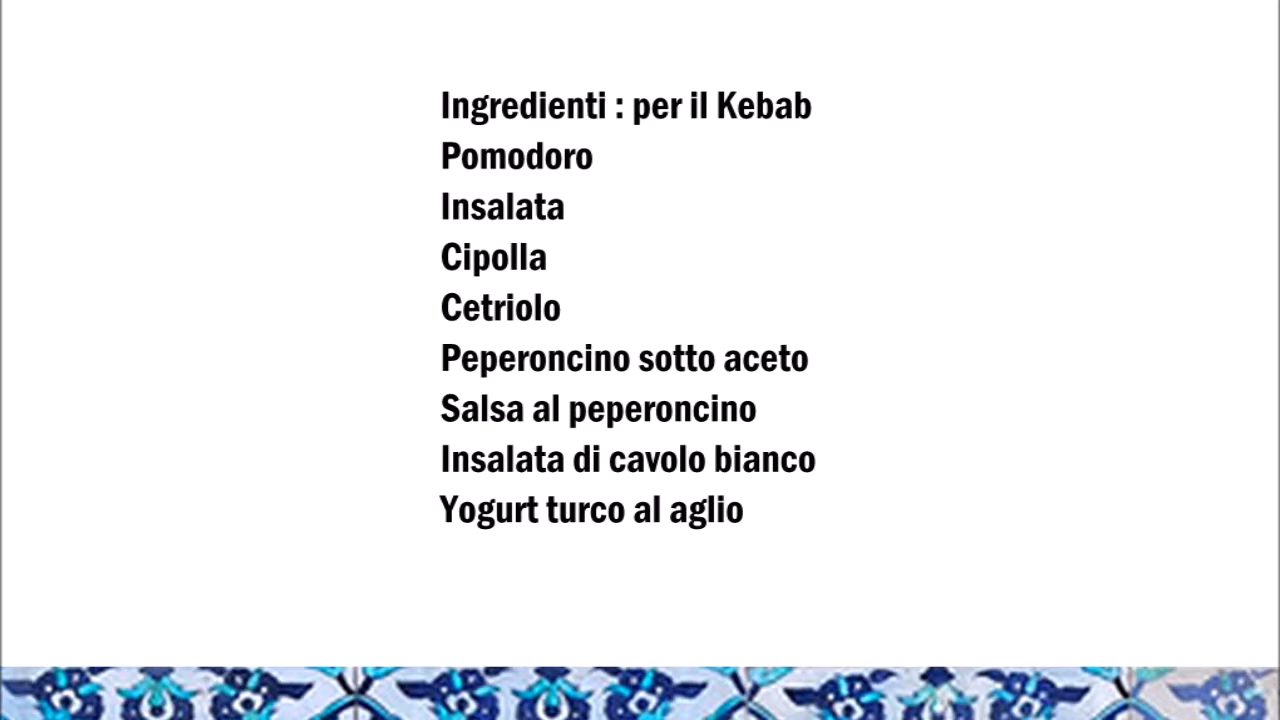 Ingredienti : per il Kebab
Pomodoro
Insalata
Cipolla
Cetriolo
Peperoncino sotto aceto
Salsa al peperoncino
Insalata di cavolo bianco
Yogurt turco al aglio